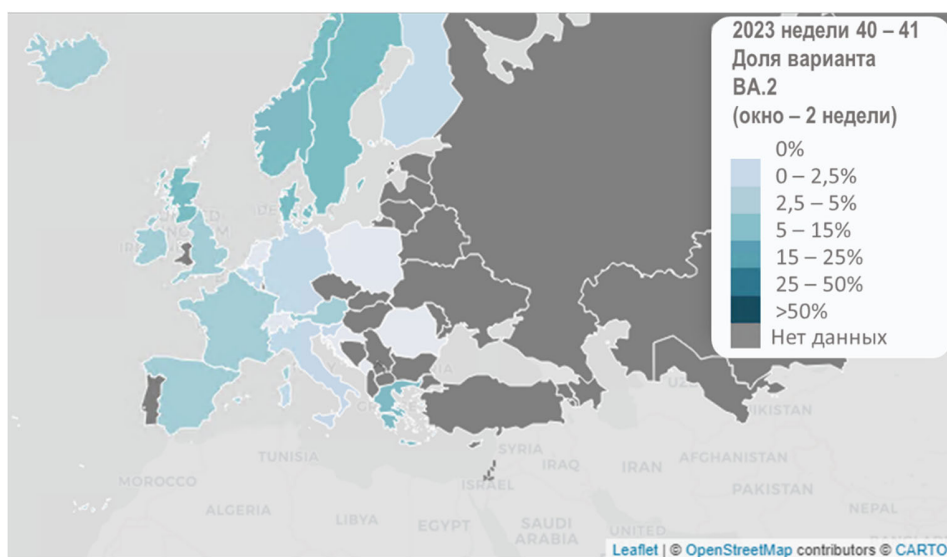 2023 недели 40 – 41
Доля варианта
BA.2
(окно – 2 недели)
0%
0 – 2,5%
2,5 – 5%
5 – 15%
15 – 25%
25 – 50%
>50%
Нет данных
UNITED
KINGDOM
TUNISIA
MOROCCO
ALGERIA
LIBYA
EGYPT
SYRIA
ISRAEL
IRAQ
IRAN
AFGHANISTAN
PAKISTAN
SAUDI
ARABIA
UNITED
NEPAL
Leaflet | © OpenStreetMap contributors © CARTO